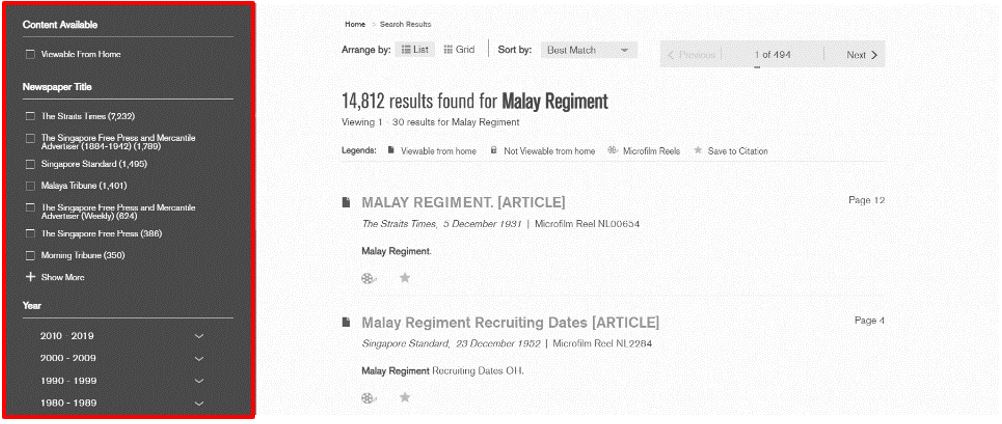 Content Available
Viewable From Home
Newspaper Title
The Straits Times (7,232)
The Singapore Free Press and Mercantile
Advertiser (1884-1942) (1,789)
Singapore Standard (1,495)
Malaya Tribune (1,401)
The Singapore Free Press and Mercantile
Advertiser (Weekly) (624)
The Singapore Free Press (386)
Morning Tribune (350)
Show More
Year
2010 - 2019
2000 - 2009
1990 - 1999
1980 - 1989
Home > Search Results
Arrange by: List Grid Sort by: Best Match
< Previous 1 of 494 Next >
14,812 results found for Malay Regiment
Viewing 1 - 30 results for Malay Regiment
Legends: Viewable from home Not Viewable from home Microfilm Reels Save to Citation
MALAY REGIMENT. [ARTICLE] Page 12
The Straits Times, 5 December 1931 | Microfilm Reel NL00654
Malay Regiment.
Malay Regiment Recruiting Dates [ARTICLE] Page 4
Singapore Standard, 23 December 1952 | Microfilm Reel NL2284
Malay Regiment Recruiting Dates OH.